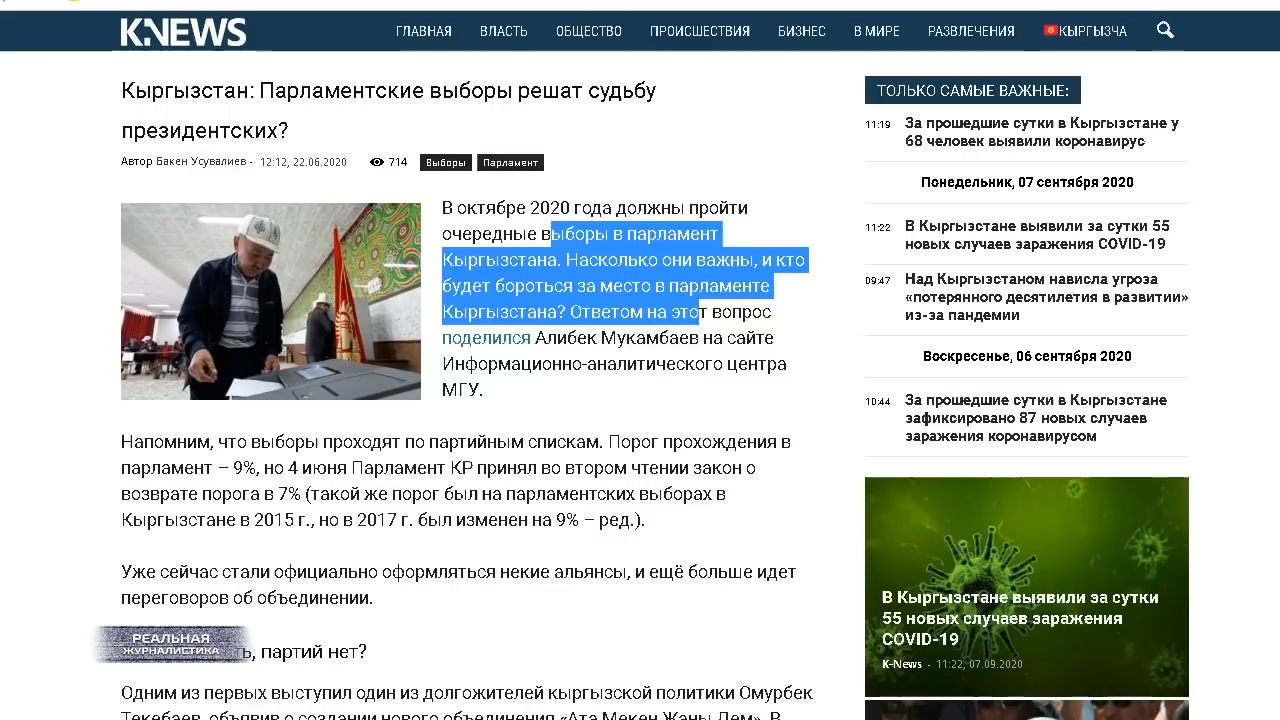 K.NEWS
ГЛАВНАЯ ВЛАСТЬ ОБЩЕСТВО ПРОИСШЕСТВИЯ БИЗНЕС В МИРЕ РАЗВЛЕЧЕНИЯ КЫРГЫЗЧА
Кыргызстан: Парламентские выборы решат судьбу
президентских?
Автор Бакен Усувалиев - 12:12, 22.06.2020 714 Выборы Парламент
В октябре 2020 года должны пройти
очередные выборы в парламент
Кыргызстана. Насколько они важны, и кто
будет бороться за место в парламенте
Кыргызстана? Ответом на этот вопрос
поделился Алибек Мукамбаев на сайте
Информационно-аналитического центра
МГУ.
Напомним, что выборы проходят по партийным спискам. Порог прохождения в
парламент – 9%, но 4 июня Парламент КР принял во втором чтении закон о
возврате порога в 7% (такой же порог был на парламентских выборах в
Кыргызстане в 2015 г., но в 2017 г. был изменен на 9% – ред.).
Уже сейчас стали официально оформляться некие альянсы, и ещё больше идет
переговоров об объединении.
РЕАЛЬНАЯ
ЖУРНАЛИСТИКА
ь, партий нет?
Одним из первых выступил один из долгожителей кыргызской политики Омурбек
Текебаев, объявив о создании нового объединения «Ата Мекен Жаны Дем». В
ТОЛЬКО САМЫЕ ВАЖНЫЕ:
11:19 За прошедшие сутки в Кыргызстане у
68 человек выявили коронавирус
Понедельник, 07 сентября 2020
11:22 В Кыргызстане выявили за сутки 55
новых случаев заражения COVID-19
09:47 Над Кыргызстаном нависла угроза
«потерянного десятилетия в развитии»
из-за пандемии
Воскресенье, 06 сентября 2020
10:44 За прошедшие сутки в Кыргызстане
зафиксировано 87 новых случаев
заражения коронавирусом
В Кыргызстане выявили за сутки
55 новых случаев заражения
COVID-19
K-News - 11:22, 07.09.2020